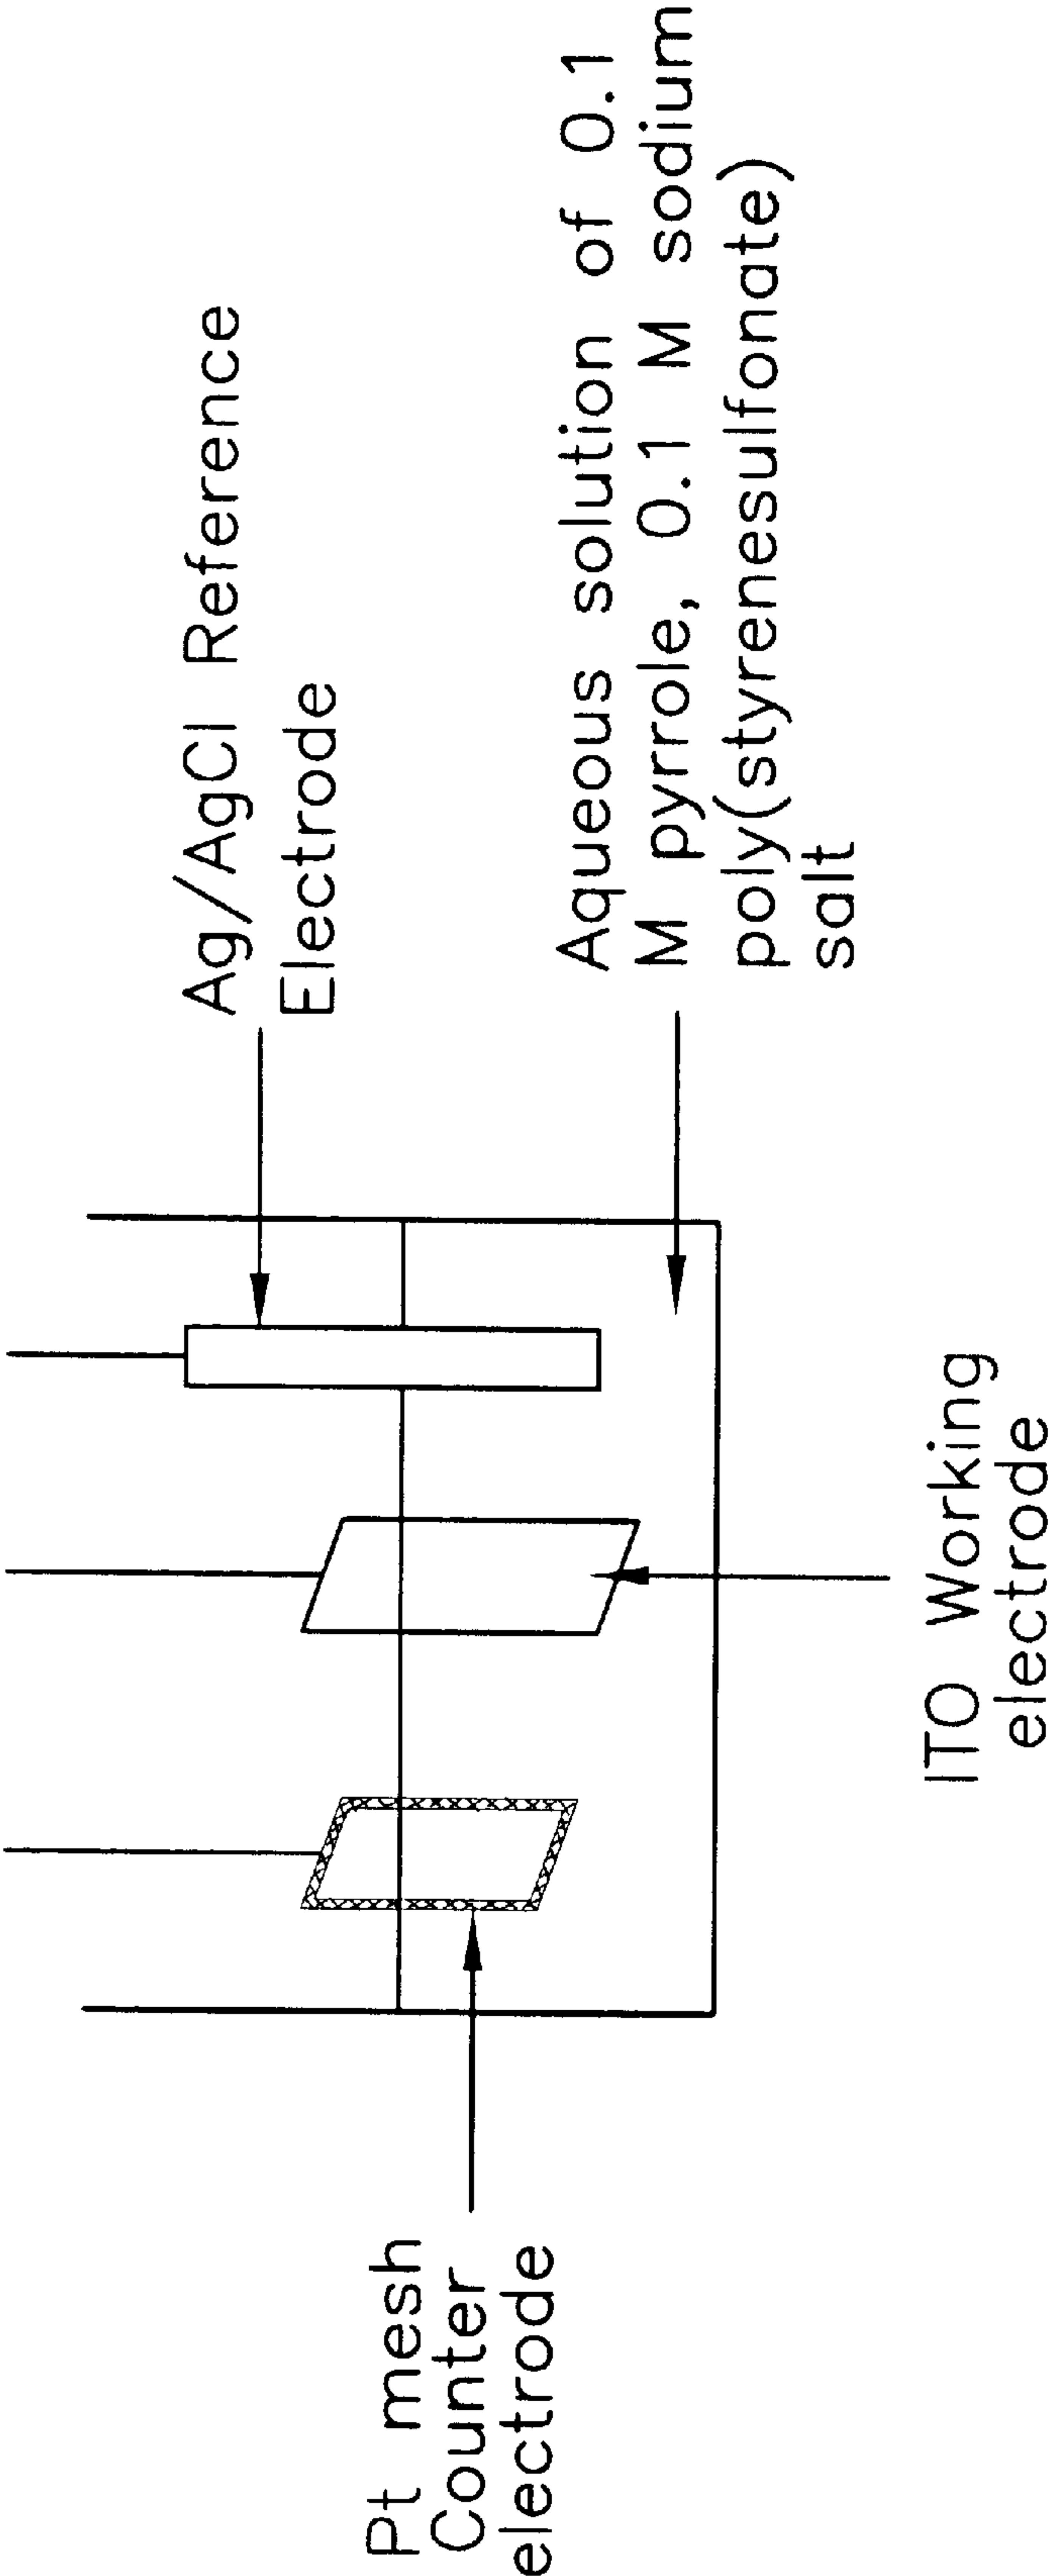 Ag/AgCl Reference
Electrode
Aqueous solution of 0.1
M pyrrole, 0.1 M sodium
poly(styrenesulfonate)
salt
Pt mesh
Counter
electrode
ITO Working
electrode